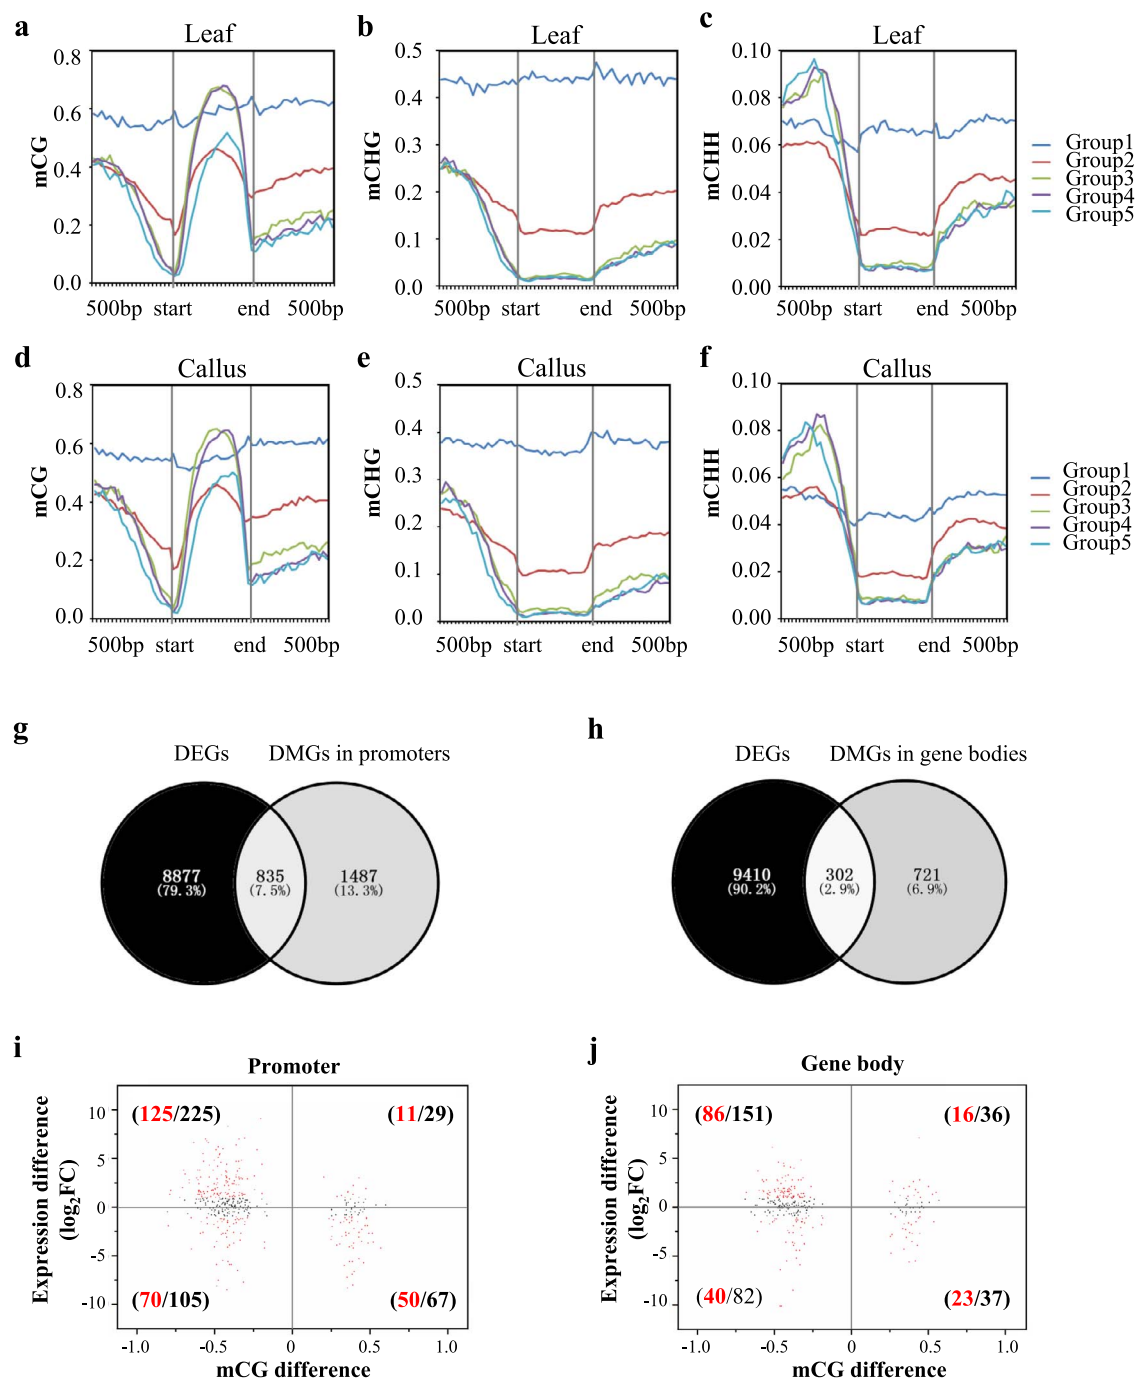 a
Leaf
mCG
0.8
0.6
0.4
0.2
0.0
500bp start end 500bp
b
Leaf
mCHG
0.5
0.4
0.3
0.2
0.1
0.0
500bp start end 500bp
c
Leaf
mCHH
0.10
0.08
0.06
0.04
0.02
0.00
500bp start end 500bp
Group1
Group2
Group3
Group4
Group5
d
Callus
mCG
0.8
0.6
0.4
0.2
0.0
500bp start end 500bp
e
Callus
mCHG
0.5
0.4
0.3
0.2
0.1
0.0
500bp start end 500bp
f
Callus
mCHH
0.10
0.08
0.06
0.04
0.02
0.00
500bp start end 500bp
Group1
Group2
Group3
Group4
Group5
g
DEGs DMGs in promoters
8877 835 1487
(79.3%) (7.5%) (13.3%)
h
DEGs DMGs in gene bodies
9410 302 721
(90.2%) (2.9%) (6.9%)
i
Promoter
Expression difference
(log2FC)
10
5
0
-5
-10
(125/225) (11/29)
(70/105) (50/67)
-1.0 -0.5 0 0.5 1.0
mCG difference
j
Gene body
Expression difference
(log2FC)
10
5
0
-5
-10
(86/151) (16/36)
(40/82) (23/37)
-1.0 -0.5 0 0.5 1.0
mCG difference